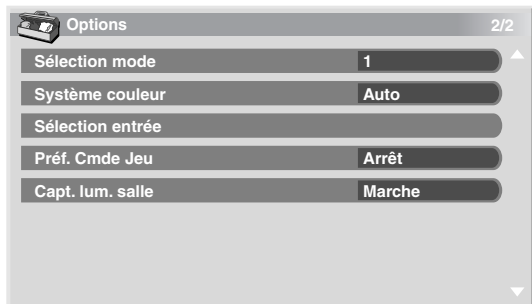 Options 2/2
Sélection mode 1
Système couleur Auto
Sélection entrée
Préf. Cmde Jeu Arrêt
Capt. lum. salle Marche